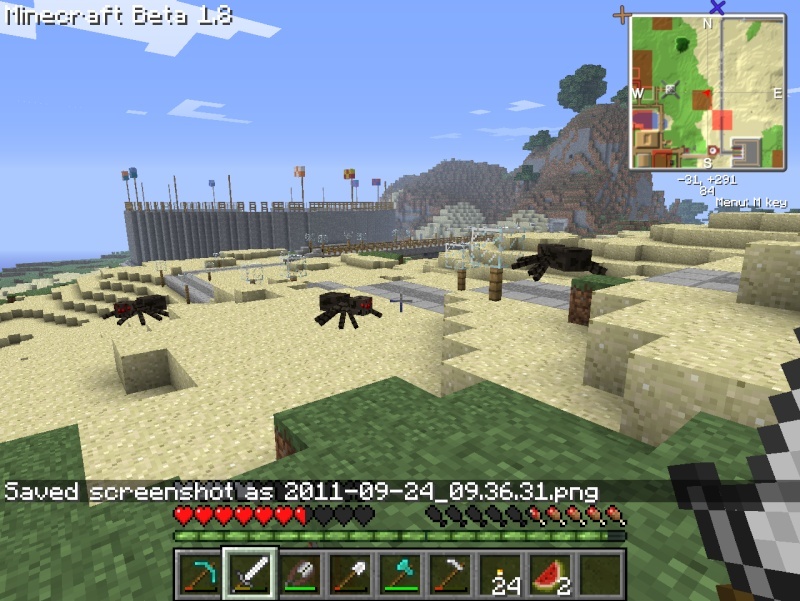 Minecraft Beta 1.8
N
W
E
S
-31, +291
84
Menu: M key
Saved screenshot as 2011-09-24_09.36.31.png
24
2